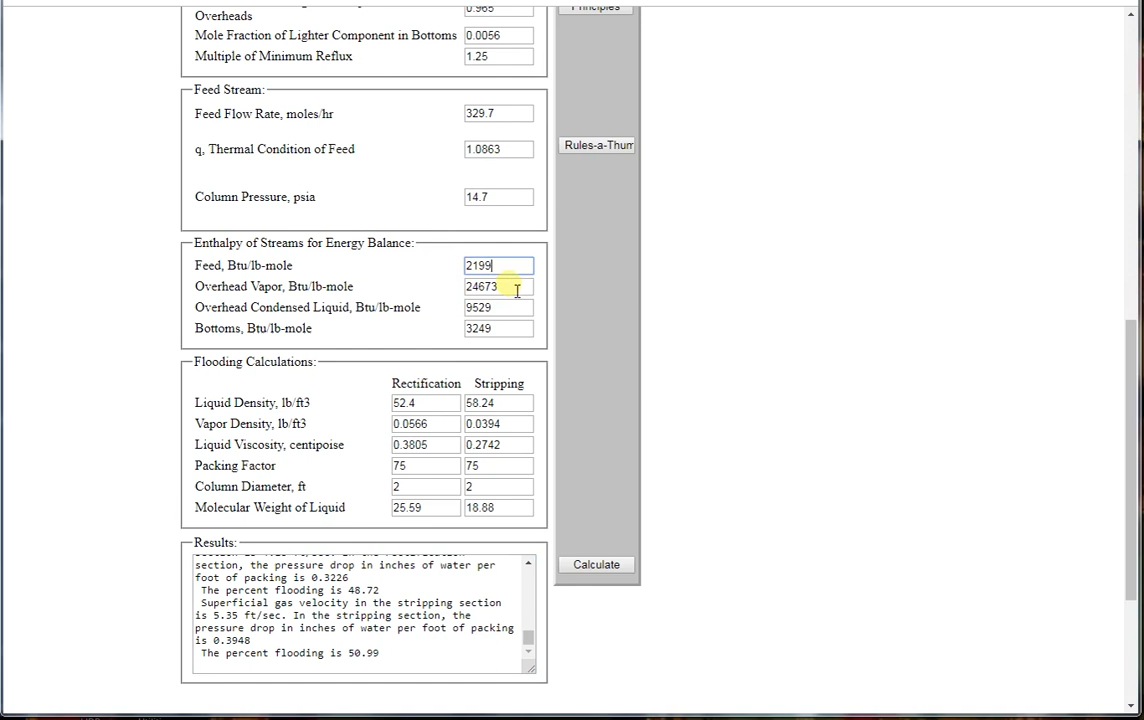 Overheads 0.965
Principles
Mole Fraction of Lighter Component in Bottoms 0.0056
Multiple of Minimum Reflux 1.25
Feed Stream:
Feed Flow Rate, moles/hr 329.7
q, Thermal Condition of Feed 1.0863
Rules-a-Thum
Column Pressure, psia 14.7
Enthalpy of Streams for Energy Balance:
Feed, Btu/lb-mole 2199
Overhead Vapor, Btu/lb-mole 24673
Overhead Condensed Liquid, Btu/lb-mole 9529
Bottoms, Btu/lb-mole 3249
Flooding Calculations:
Rectification Stripping
Liquid Density, lb/ft3 52.4 58.24
Vapor Density, lb/ft3 0.0566 0.0394
Liquid Viscosity, centipoise 0.3805 0.2742
Packing Factor 75 75
Column Diameter, ft 2 2
Molecular Weight of Liquid 25.59 18.88
Results:
section, the pressure drop in inches of water per
foot of packing is 0.3226
The percent flooding is 48.72
Superficial gas velocity in the stripping section
is 5.35 ft/sec. In the stripping section, the
pressure drop in inches of water per foot of packing
is 0.3948
The percent flooding is 50.99
Calculate